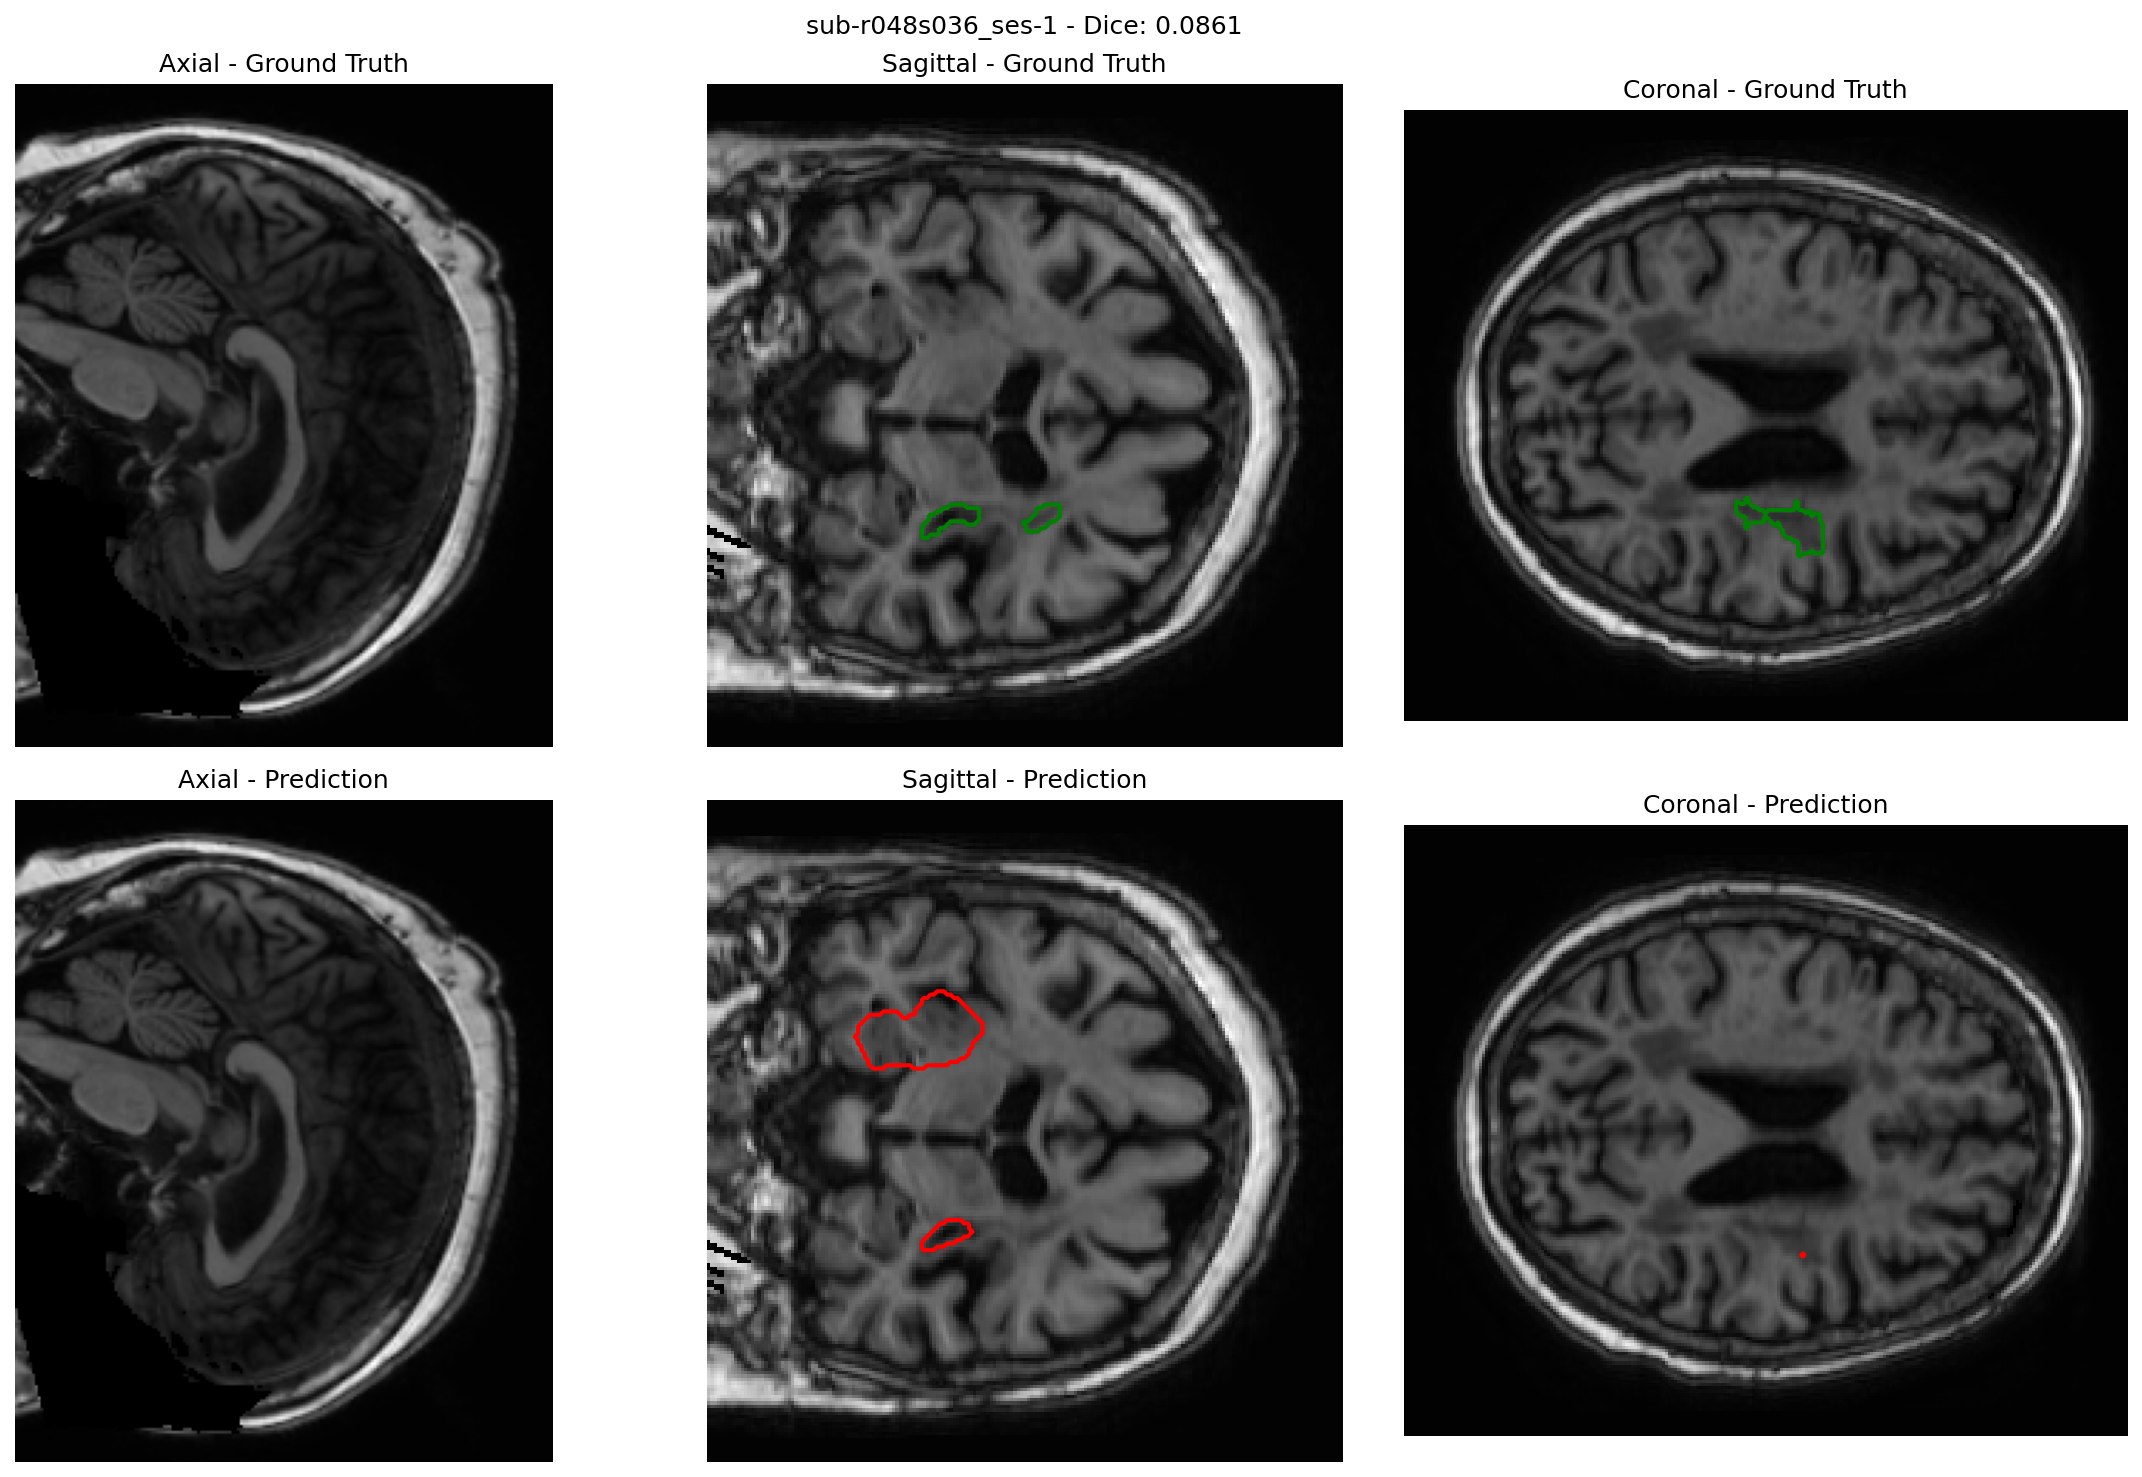 sub-r048s036_ses-1 - Dice: 0.0861
Axial - Ground Truth
Sagittal - Ground Truth
Coronal - Ground Truth
Axial - Prediction
Sagittal - Prediction
Coronal - Prediction